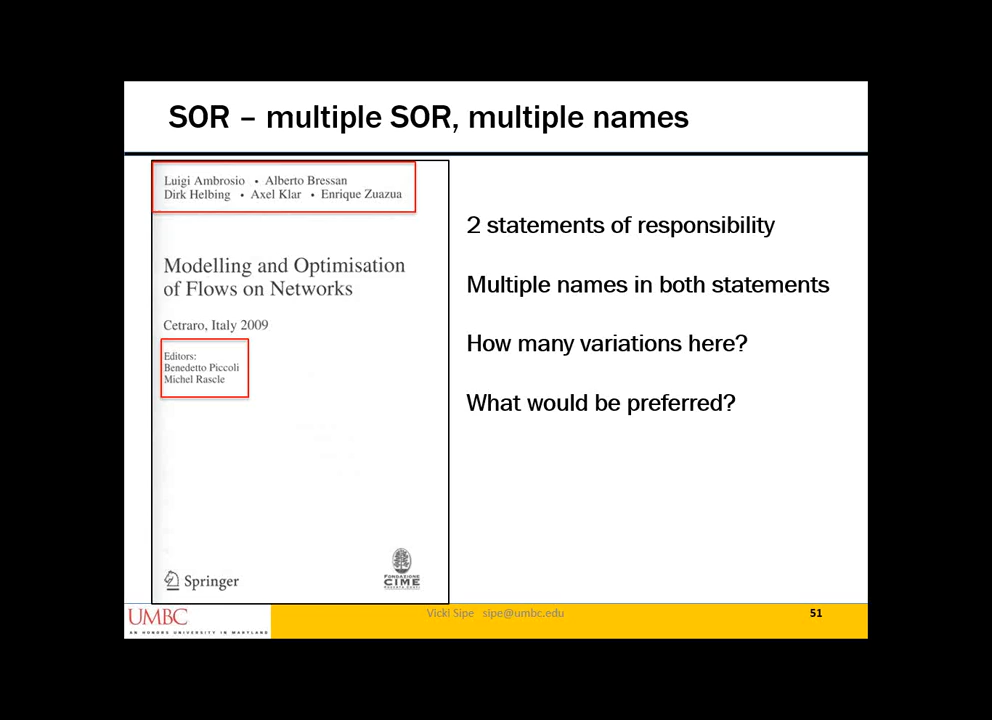 SOR – multiple SOR, multiple names
Luigi Ambrosio • Alberto Bressan
Dirk Helbing • Axel Klar • Enrique Zuazua
Modelling and Optimisation
of Flows on Networks
Cetraro, Italy 2009
Editors:
Benedetto Piccoli
Michel Rascle
Springer
FONDAZIONE
CIME
2 statements of responsibility
Multiple names in both statements
How many variations here?
What would be preferred?
UMBC
AN HONORS UNIVERSITY IN MARYLAND
Vicki Sipe sipe@umbc.edu
51